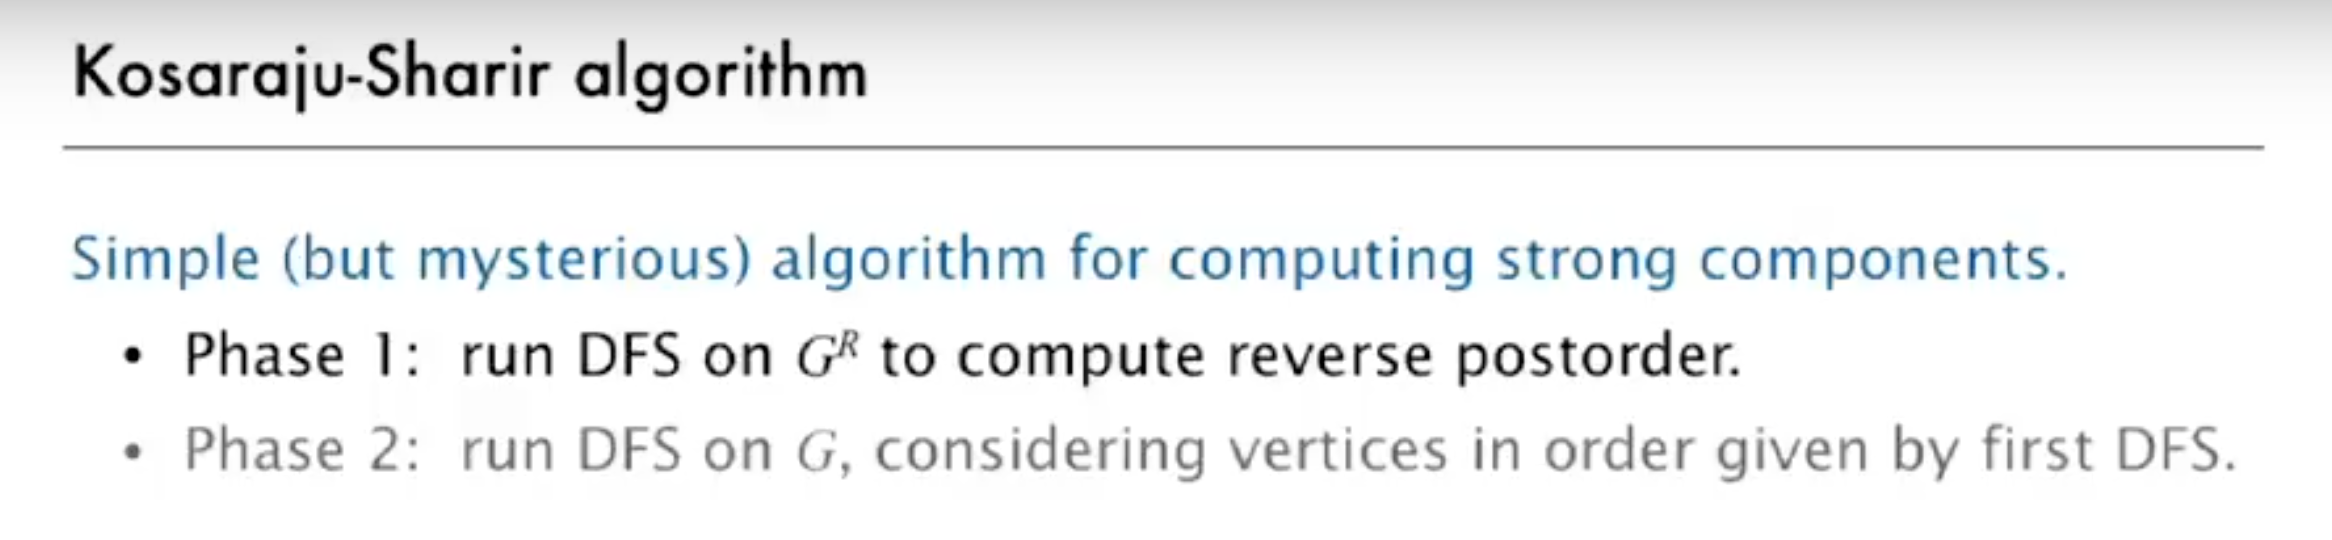 Kosaraju-Sharir algorithm
Simple (but mysterious) algorithm for computing strong components.
• Phase 1: run DFS on Gᴿ to compute reverse postorder.
• Phase 2: run DFS on G, considering vertices in order given by first DFS.